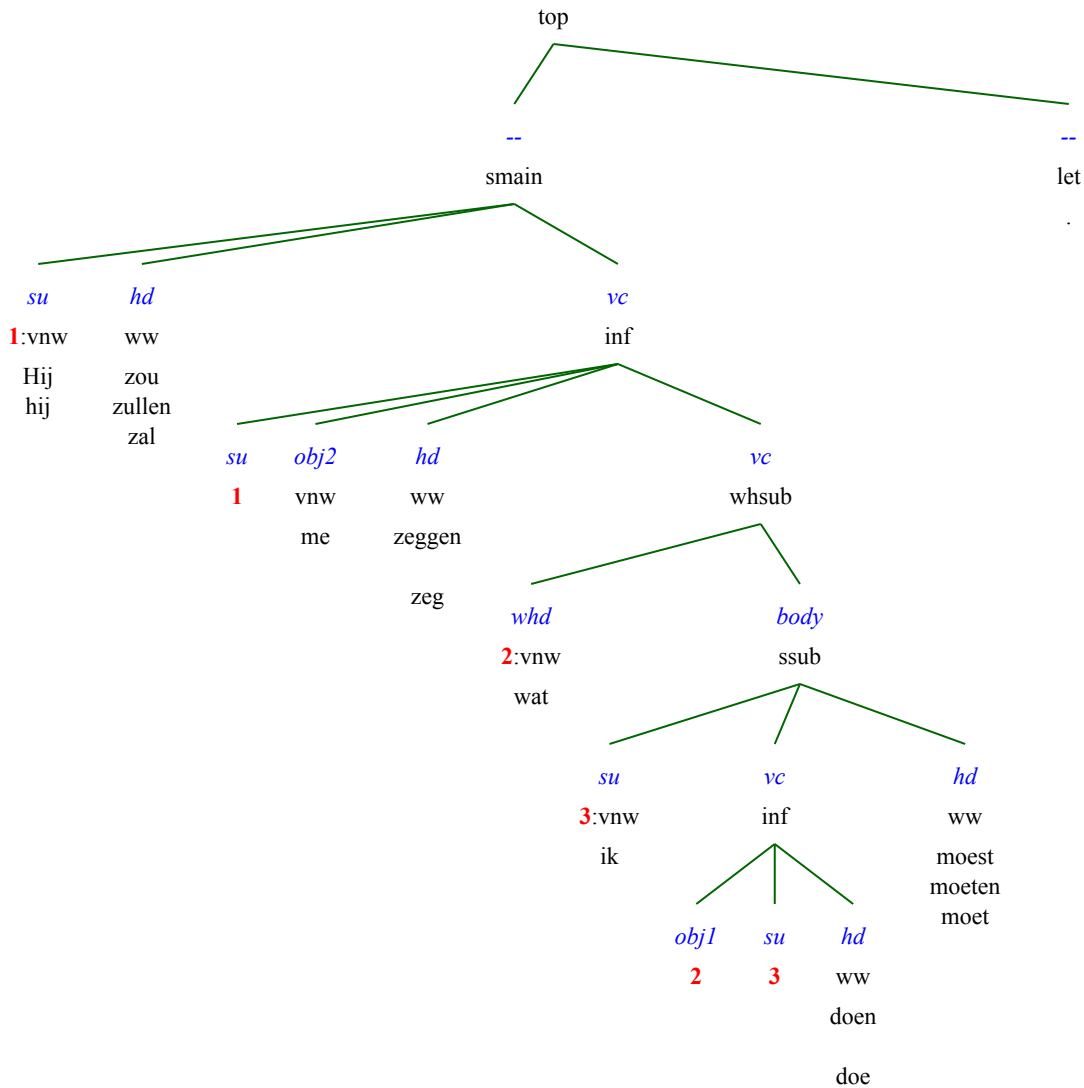 top
-- --
smain let
.
su hd vc
1:vnw ww inf
Hij zou
hij zullen
zal
su obj2 hd vc
1 vnw ww whsub
me zeggen
zeg
whd body
2:vnw ssub
wat
su vc hd
3:vnw inf ww
ik moest
moeten
moet
obj1 su hd
2 3 ww
doen
doe